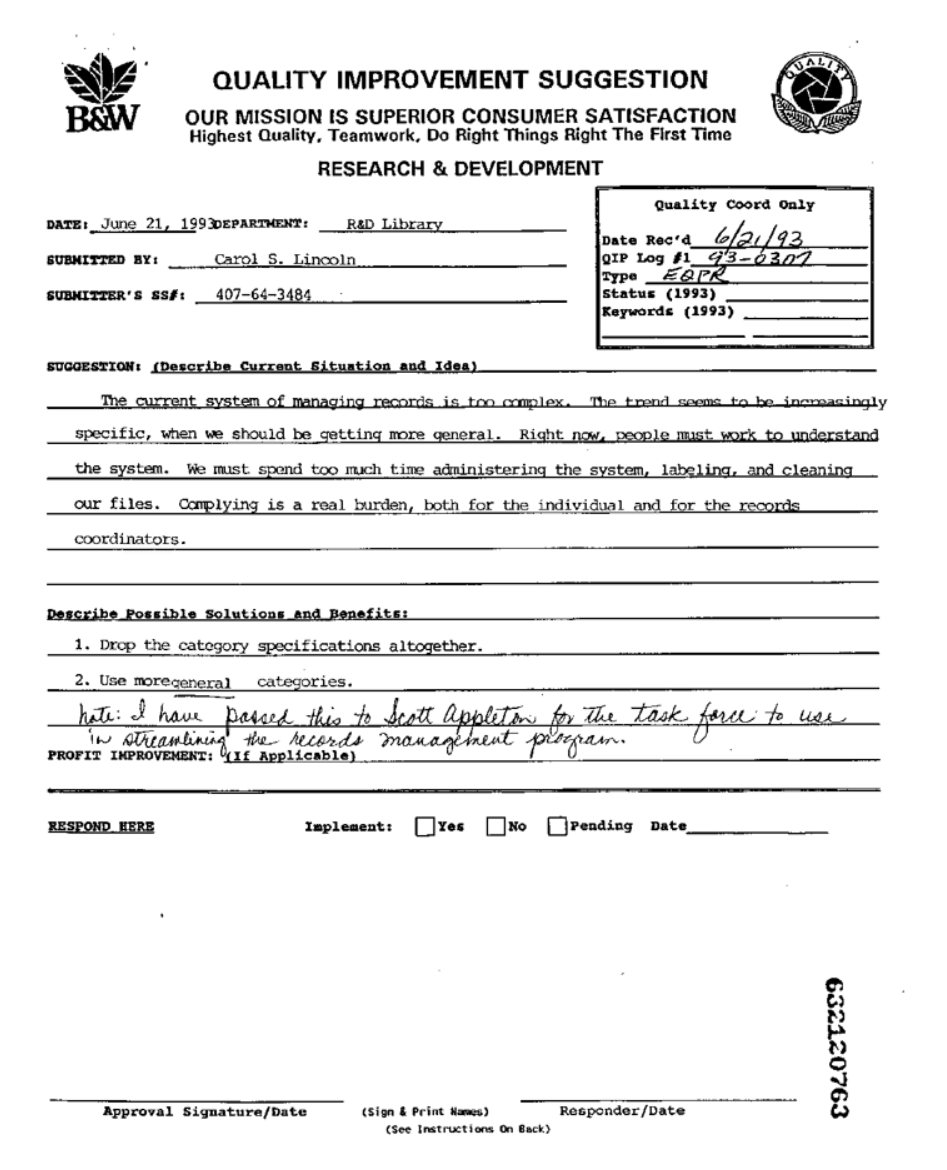 B&W
QUALITY
QUALITY IMPROVEMENT SUGGESTION
OUR MISSION IS SUPERIOR CONSUMER SATISFACTION
Highest Quality, Teamwork, Do Right Things Right The First Time
RESEARCH & DEVELOPMENT
Quality Coord Only
DATE: June 21, 1993 DEPARTMENT: R&D Library
Date Rec'd 6/21/93
SUBMITTED BY: Carol S. Lincoln
QIP Log #1 93-0307
Type EQPR
SUBMITTER'S SS#: 407-64-3484
Status (1993)
Keywords (1993)
SUGGESTION: (Describe Current Situation and Idea)
The current system of managing records is too complex. The trend seems to be increasingly
specific, when we should be getting more general. Right now, people must work to understand
the system. We must spend too much time administering the system, labeling, and cleaning
our files. Complying is a real burden, both for the individual and for the records
coordinators.
Describe Possible Solutions and Benefits:
1. Drop the category specifications altogether.
2. Use more general categories.
Note: I have passed this to Scott Appleton for the task force to use
in streamlining the records management program.
PROFIT IMPROVEMENT: (If Applicable)
RESPOND HERE Implement: Yes No Pending Date
632120763
Approval Signature/Date (Sign & Print Names) Responder/Date
(See Instructions On Back)